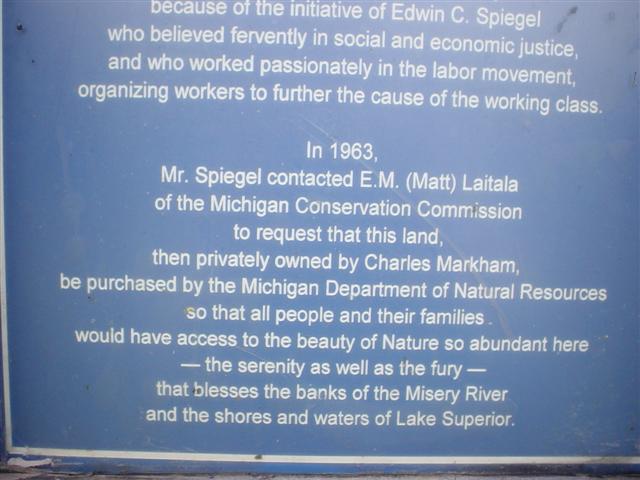 because of the initiative of Edwin C. Spiegel
who believed fervently in social and economic justice,
and who worked passionately in the labor movement,
organizing workers to further the cause of the working class.
In 1963,
Mr. Spiegel contacted E.M. (Matt) Laitala
of the Michigan Conservation Commission
to request that this land,
then privately owned by Charles Markham,
be purchased by the Michigan Department of Natural Resources
so that all people and their families
would have access to the beauty of Nature so abundant here
— the serenity as well as the fury —
that blesses the banks of the Misery River
and the shores and waters of Lake Superior.